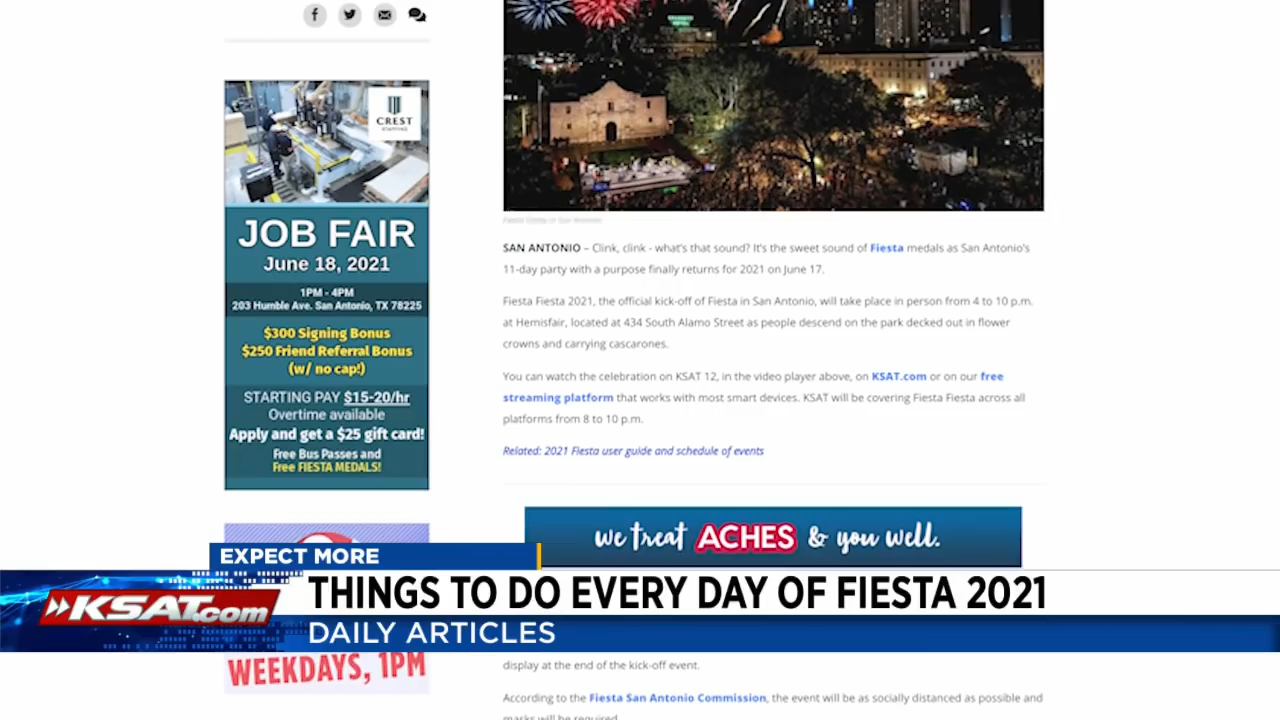 CREST
STAFFING
JOB FAIR
June 18, 2021
1PM - 4PM
203 Humble Ave. San Antonio, TX 78225
$300 Signing Bonus
$250 Friend Referral Bonus
(w/ no cap!)
STARTING PAY $15-20/hr
Overtime available
Apply and get a $25 gift card!
Free Bus Passes and
Free FIESTA MEDALS!
SAN ANTONIO – Clink, clink - what's that sound? It's the sweet sound of Fiesta medals as San Antonio's
11-day party with a purpose finally returns for 2021 on June 17.
Fiesta Fiesta 2021, the official kick-off of Fiesta in San Antonio, will take place in person from 4 to 10 p.m.
at Hemisfair, located at 434 South Alamo Street as people descend on the park decked out in flower
crowns and carrying cascarones.
You can watch the celebration on KSAT 12, in the video player above, on KSAT.com or on our free
streaming platform that works with most smart devices. KSAT will be covering Fiesta Fiesta across all
platforms from 8 to 10 p.m.
Related: 2021 Fiesta user guide and schedule of events
we treat ACHES & you well.
EXPECT MORE
KSAT.com
THINGS TO DO EVERY DAY OF FIESTA 2021
DAILY ARTICLES
WEEKDAYS, 1PM
display at the end of the kick-off event.
According to the Fiesta San Antonio Commission, the event will be as socially distanced as possible and
masks will be required.